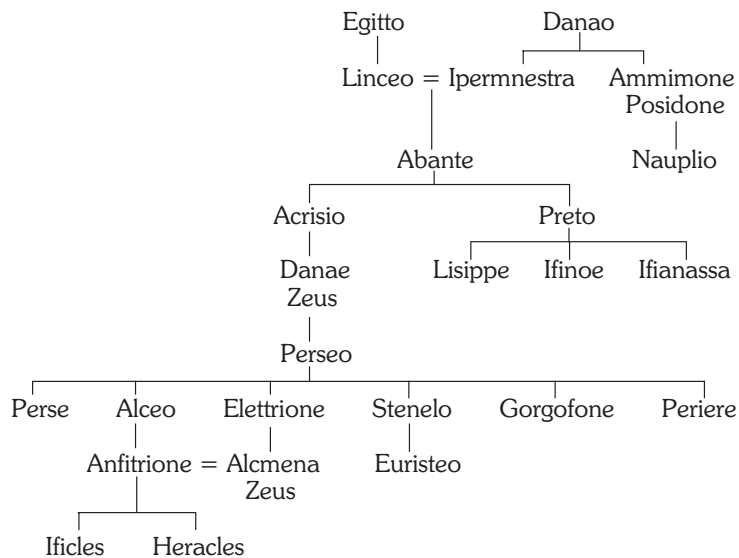 Egitto Danao
Linceo = Ipermnestra Ammimone
Posidone
Abante Nauplio
Acrisio Preto
Danae Lisippe Ifinoe Ifianassa
Zeus
Perseo
Perse Alceo Elettrione Stenelo Gorgofone Periere
Anfitrione = Alcmena Euristeo
Zeus
Ificles Heracles